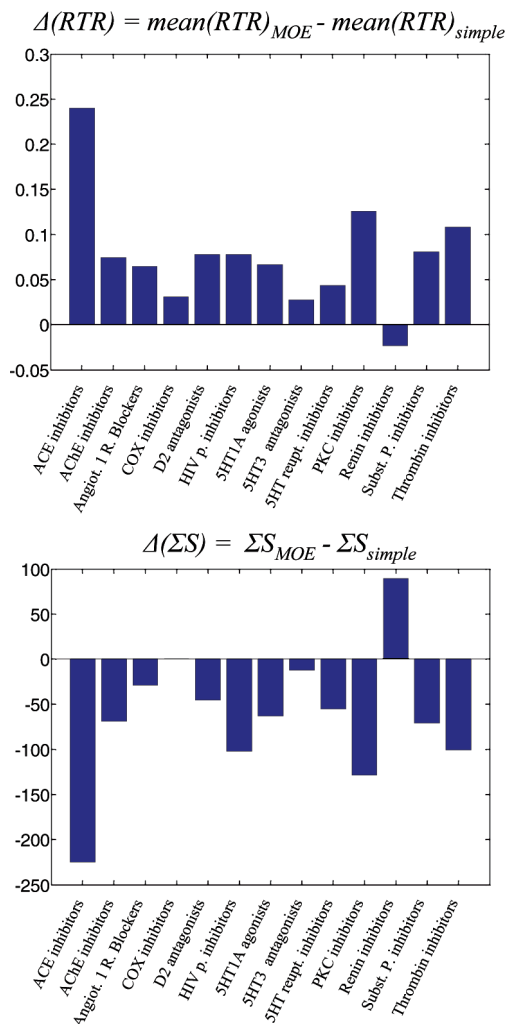 Δ(RTR) = mean(RTR)MOE - mean(RTR)simple
0.3
0.25
0.2
0.15
0.1
0.05
0
-0.05
ACE inhibitors
AChE inhibitors
Angiot. 1 R. Blockers
COX inhibitors
D2 antagonists
HIV p. inhibitors
5HT1A agonists
5HT3 antagonists
5HT reupt. inhibitors
PKC inhibitors
Renin inhibitors
Subst. P. inhibitors
Thrombin inhibitors
Δ(ΣS) = ΣSMOE - ΣSsimple
100
50
0
-50
-100
-150
-200
-250
ACE inhibitors
AChE inhibitors
Angiot. 1 R. Blockers
COX inhibitors
D2 antagonists
HIV p. inhibitors
5HT1A agonists
5HT3 antagonists
5HT reupt. inhibitors
PKC inhibitors
Renin inhibitors
Subst. P. inhibitors
Thrombin inhibitors